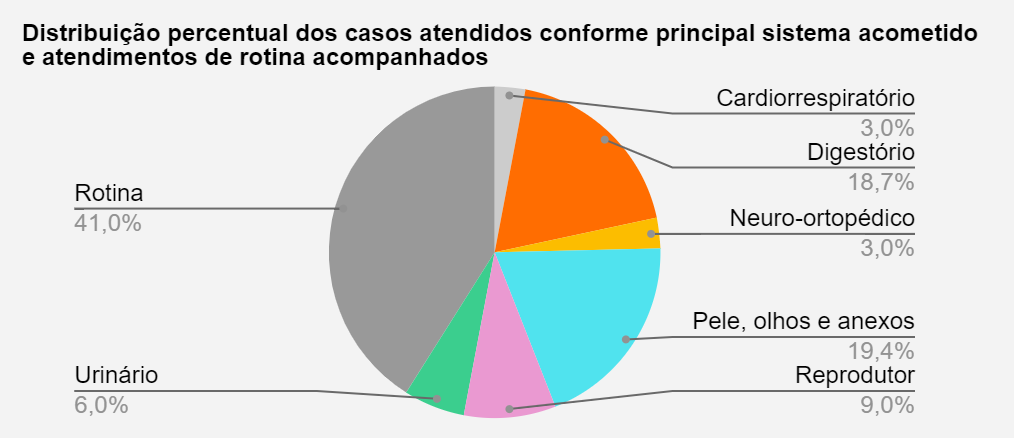 Distribuição percentual dos casos atendidos conforme principal sistema acometido
e atendimentos de rotina acompanhados
Cardiorrespiratório
3,0%
Digestório
18,7%
Neuro-ortopédico
3,0%
Pele, olhos e anexos
19,4%
Reprodutor
9,0%
Rotina
41,0%
Urinário
6,0%